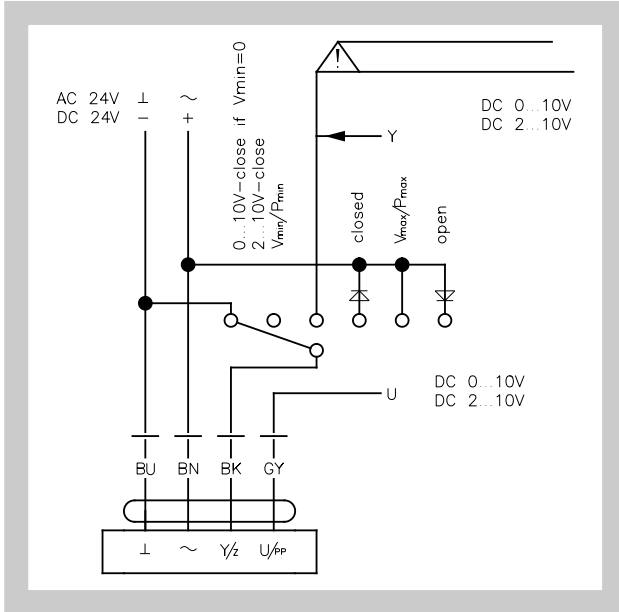 AC 24V ⊥ ~
DC 24V − +
0...10V-close if Vmin=0
2...10V-close
Vmin/Pmin
!
DC 0...10V
DC 2...10V
Y
closed
Vmax/Pmax
open
U
DC 0...10V
DC 2...10V
BU BN BK GY
⊥ ~ Y/Z U/PP